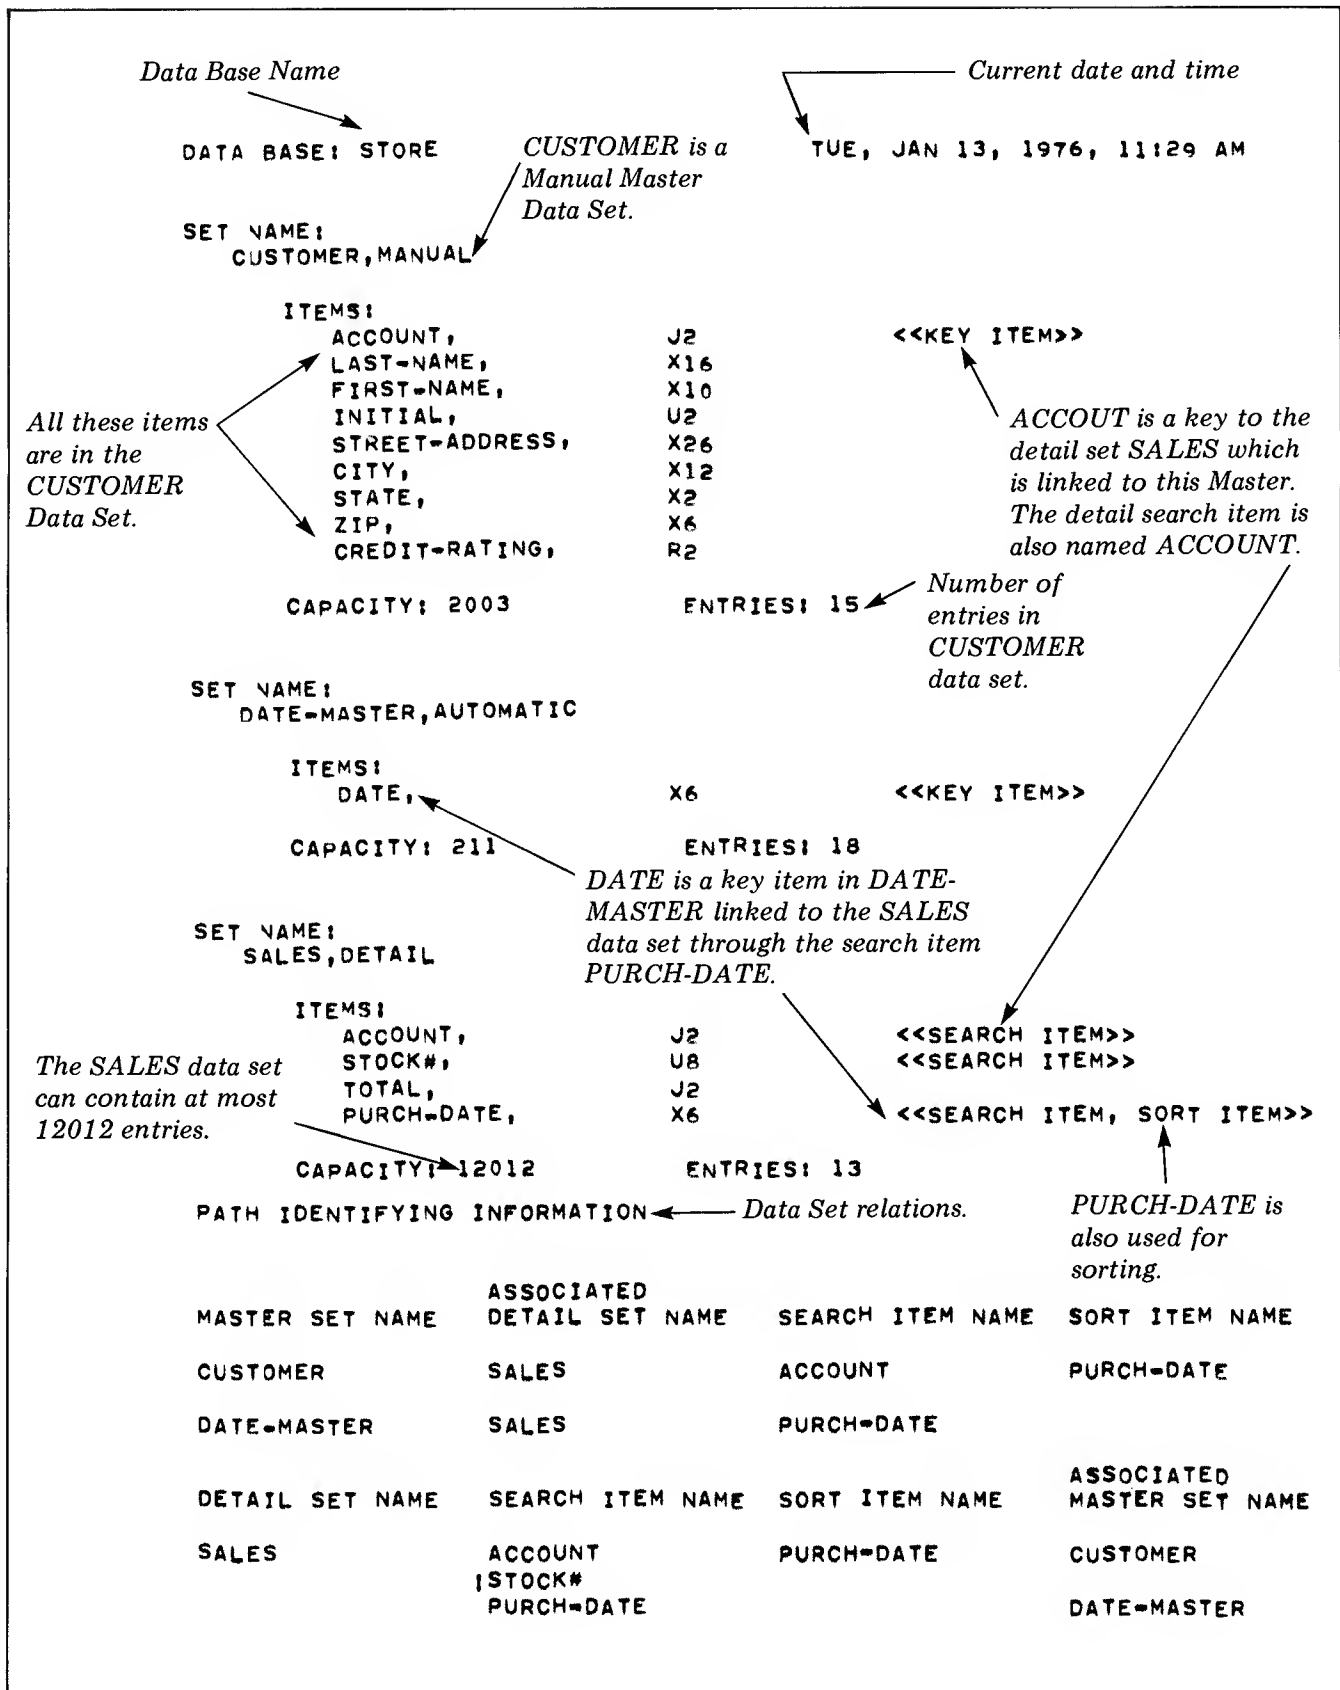 Data Base Name
Current date and time
DATA BASE: STORE
TUE, JAN 13, 1976, 11:29 AM
CUSTOMER is a
Manual Master
Data Set.
SET NAME:
CUSTOMER,MANUAL
ITEMS:
ACCOUNT, J2 <<KEY ITEM>>
LAST-NAME, X16
FIRST-NAME, X10
INITIAL, U2
STREET-ADDRESS, X26
CITY, X12
STATE, X2
ZIP, X6
CREDIT-RATING, R2
All these items
are in the
CUSTOMER
Data Set.
ACCOUT is a key to the
detail set SALES which
is linked to this Master.
The detail search item is
also named ACCOUNT.
CAPACITY: 2003 ENTRIES: 15
Number of
entries in
CUSTOMER
data set.
SET NAME:
DATE-MASTER,AUTOMATIC
ITEMS:
DATE, X6 <<KEY ITEM>>
CAPACITY: 211 ENTRIES: 18
DATE is a key item in DATE-
MASTER linked to the SALES
data set through the search item
PURCH-DATE.
SET NAME:
SALES,DETAIL
ITEMS:
ACCOUNT, J2 <<SEARCH ITEM>>
STOCK#, U8 <<SEARCH ITEM>>
TOTAL, J2
PURCH-DATE, X6 <<SEARCH ITEM, SORT ITEM>>
The SALES data set
can contain at most
12012 entries.
CAPACITY: 12012 ENTRIES: 13
PATH IDENTIFYING INFORMATION
Data Set relations.
PURCH-DATE is
also used for
sorting.
ASSOCIATED
MASTER SET NAME DETAIL SET NAME SEARCH ITEM NAME SORT ITEM NAME
CUSTOMER SALES ACCOUNT PURCH-DATE
DATE-MASTER SALES PURCH-DATE
ASSOCIATED
DETAIL SET NAME SEARCH ITEM NAME SORT ITEM NAME MASTER SET NAME
SALES ACCOUNT PURCH-DATE CUSTOMER
!STOCK#
PURCH-DATE DATE-MASTER